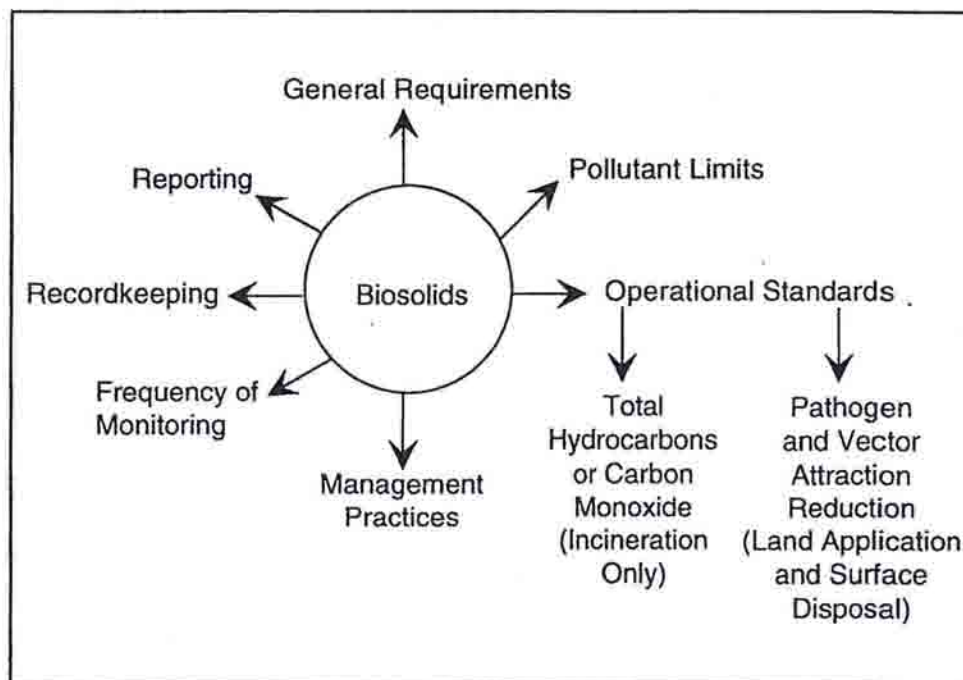 General Requirements
Reporting
Pollutant Limits
Recordkeeping
Biosolids
Operational Standards
Frequency of
Monitoring
Management
Practices
Total
Hydrocarbons
or Carbon
Monoxide
(Incineration
Only)
Pathogen
and Vector
Attraction
Reduction
(Land Application
and Surface
Disposal)